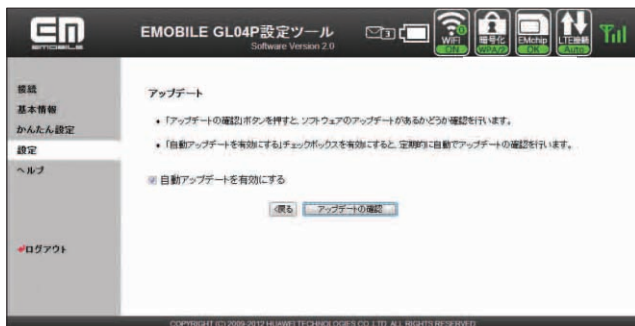 EM
EMOBILE
EMOBILE GL04P設定ツール
Software Version 2.0
3
WiFi
ON
暗号化
WPA/2
EMchip
OK
LTE接続
Auto
接続
基本情報
かんたん設定
設定
ヘルプ
ログアウト
アップデート
• 「アップデートの確認」ボタンを押すと、ソフトウェアのアップデートがあるかどうか確認を行います。
• 「自動アップデートを有効にする」チェックボックスを有効にすると、定期的に自動でアップデートの確認を行います。
自動アップデートを有効にする
<戻る
アップデートの確認
COPYRIGHT (C) 2009-2012 HUAWEI TECHNOLOGIES CO., LTD. ALL RIGHTS RESERVED